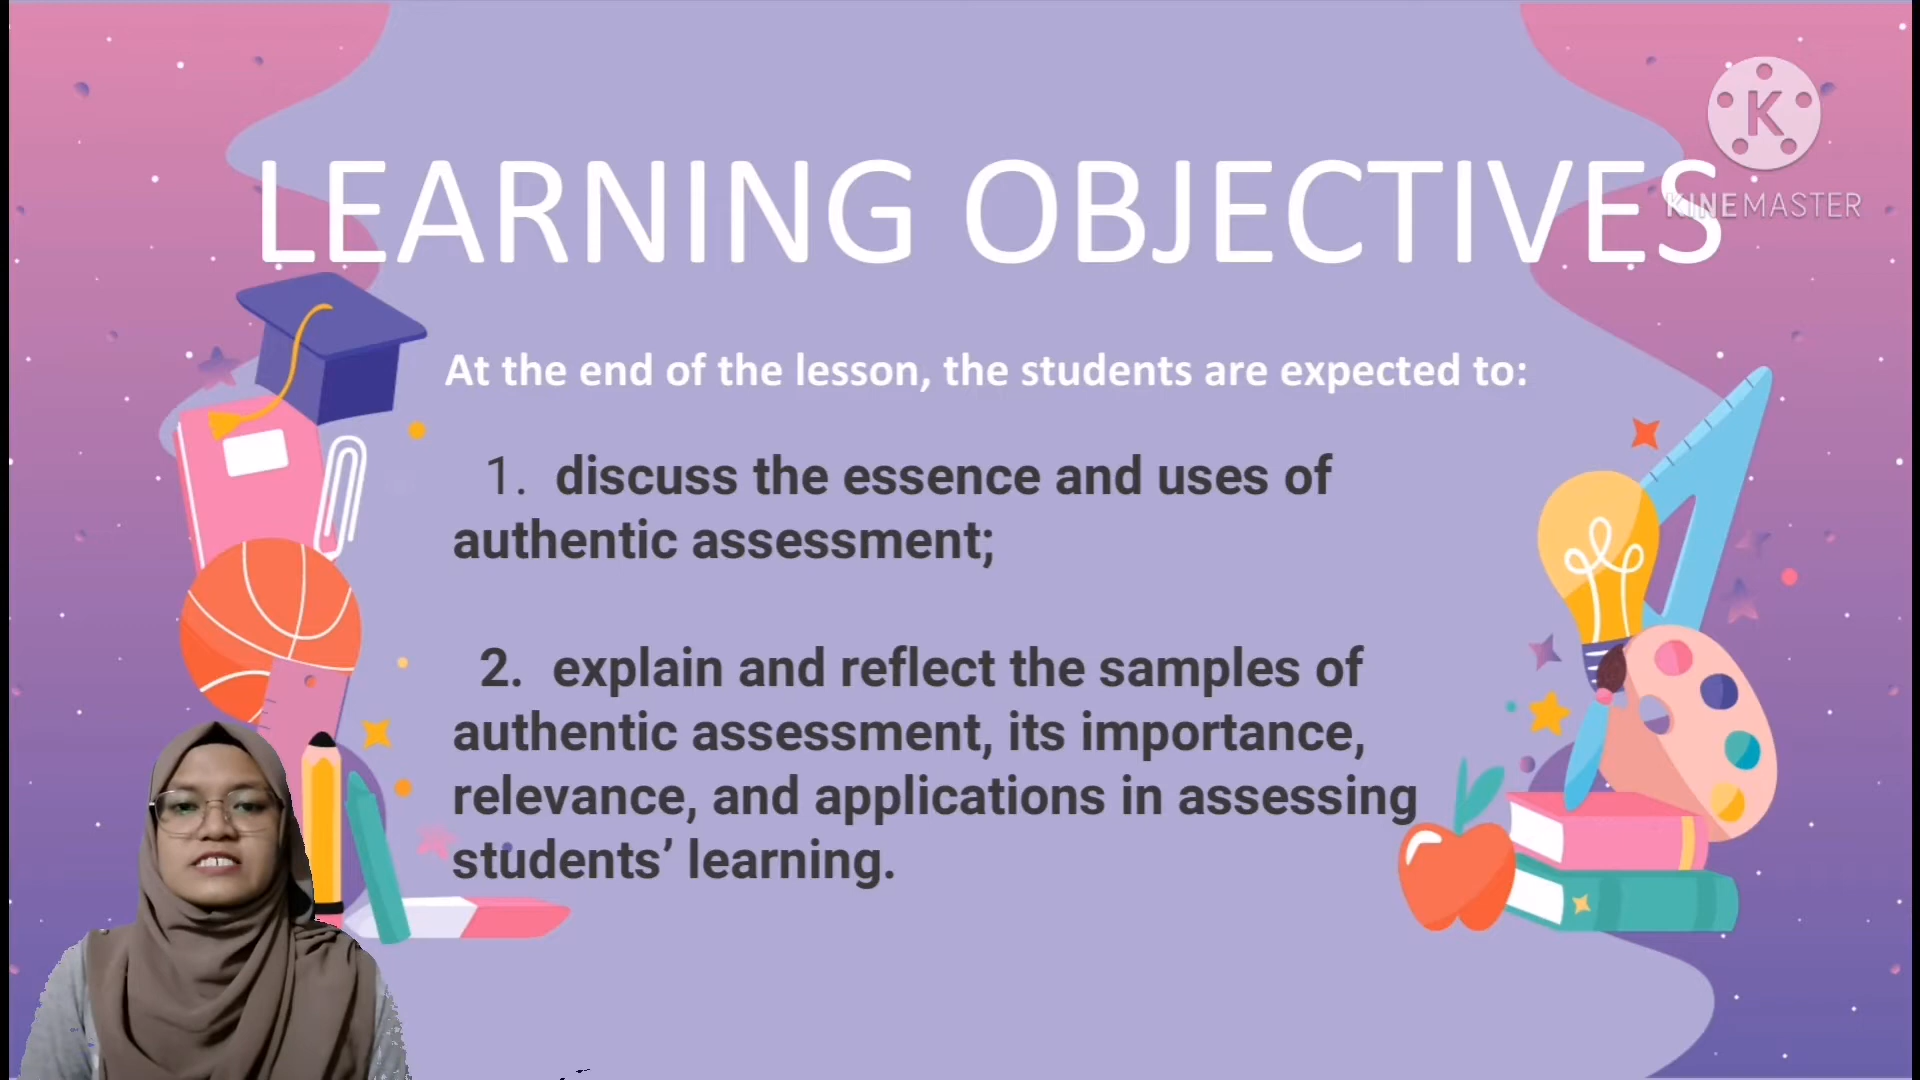 K
KINEMASTER
LEARNING OBJECTIVES
At the end of the lesson, the students are expected to:
1. discuss the essence and uses of
authentic assessment;
2. explain and reflect the samples of
authentic assessment, its importance,
relevance, and applications in assessing
students’ learning.